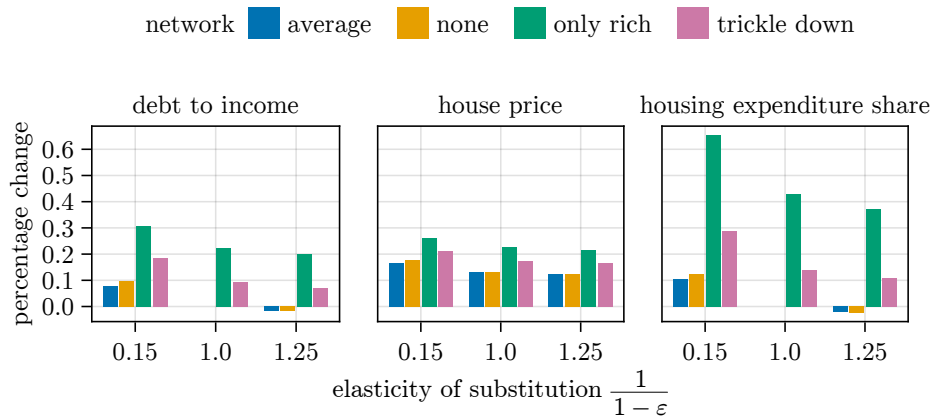 network average none only rich trickle down
debt to income
house price
housing expenditure share
percentage change
0.6
0.5
0.4
0.3
0.2
0.1
0.0
0.15 1.0 1.25
0.15 1.0 1.25
0.15 1.0 1.25
elasticity of substitution 1/(1 − ε)